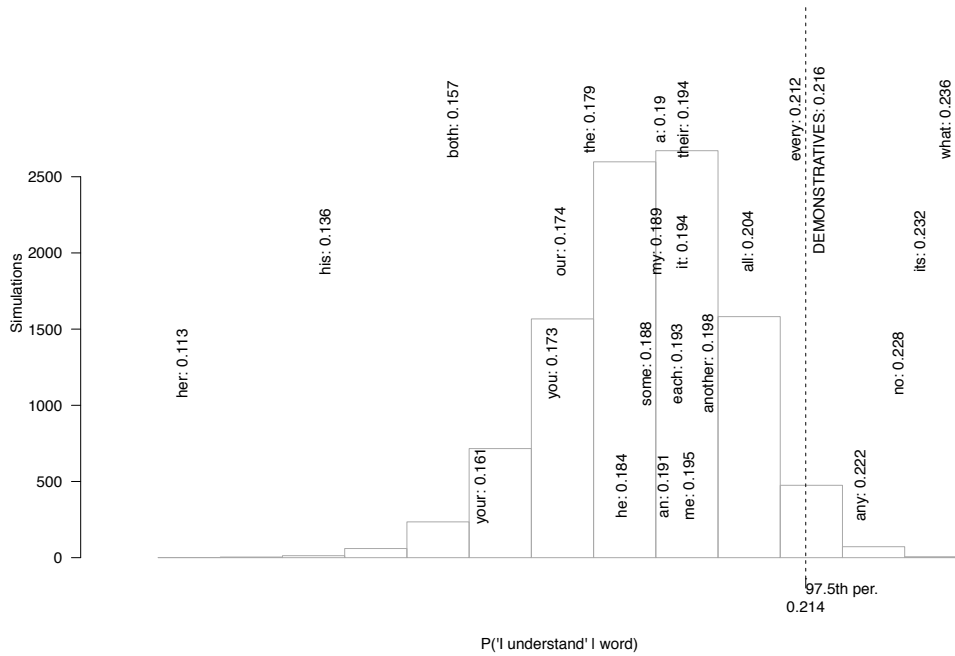 both: 0.157
the: 0.179
a: 0.19
their: 0.194
every: 0.212
DEMONSTRATIVES: 0.216
what: 0.236
his: 0.136
our: 0.174
my: 0.189
it: 0.194
all: 0.204
its: 0.232
her: 0.113
you: 0.173
some: 0.188
each: 0.193
another: 0.198
no: 0.228
your: 0.161
he: 0.184
an: 0.191
me: 0.195
any: 0.222
Simulations
2500
2000
1500
1000
500
0
97.5th per.
0.214
P('I understand' | word)